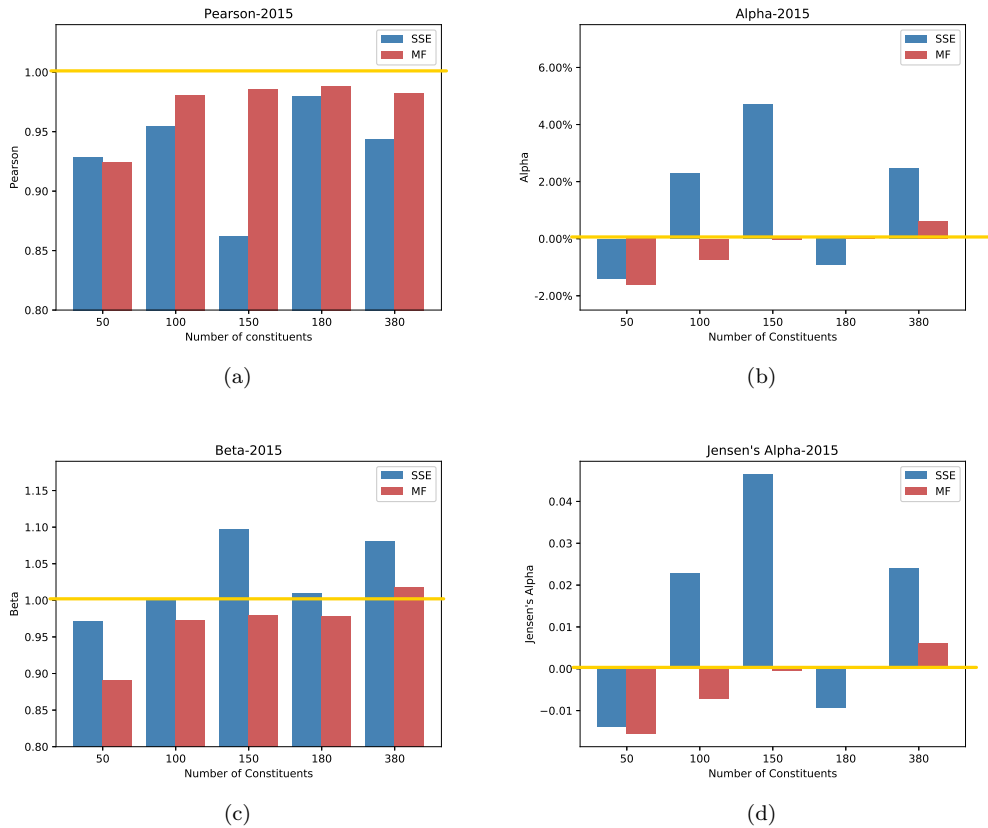 Pearson-2015
SSE
MF
1.00
0.95
0.90
0.85
0.80
Pearson
50 100 150 180 380
Number of constituents
(a)
Alpha-2015
SSE
MF
6.00%
4.00%
2.00%
0.00%
-2.00%
Alpha
50 100 150 180 380
Number of Constituents
(b)
Beta-2015
SSE
MF
1.15
1.10
1.05
1.00
0.95
0.90
0.85
0.80
Beta
50 100 150 180 380
Number of Constituents
(c)
Jensen's Alpha-2015
SSE
MF
0.04
0.03
0.02
0.01
0.00
−0.01
Jensen's Alpha
50 100 150 180 380
Number of Constituents
(d)